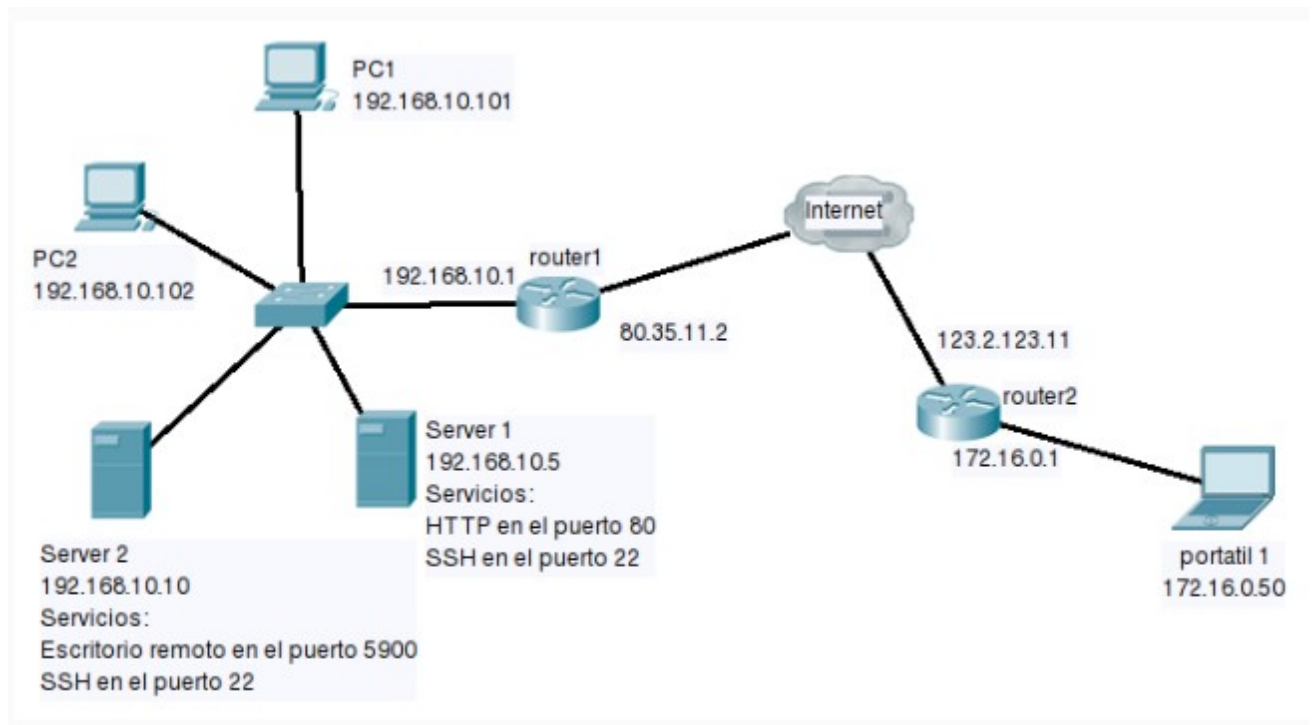 PC1
192.168.10.101
PC2
192.168.10.102
192.168.10.1
router1
80.35.11.2
Internet
123.2.123.11
router2
172.16.0.1
portatil 1
172.16.0.50
Server 1
192.168.10.5
Servicios:
HTTP en el puerto 80
SSH en el puerto 22
Server 2
192.168.10.10
Servicios:
Escritorio remoto en el puerto 5900
SSH en el puerto 22